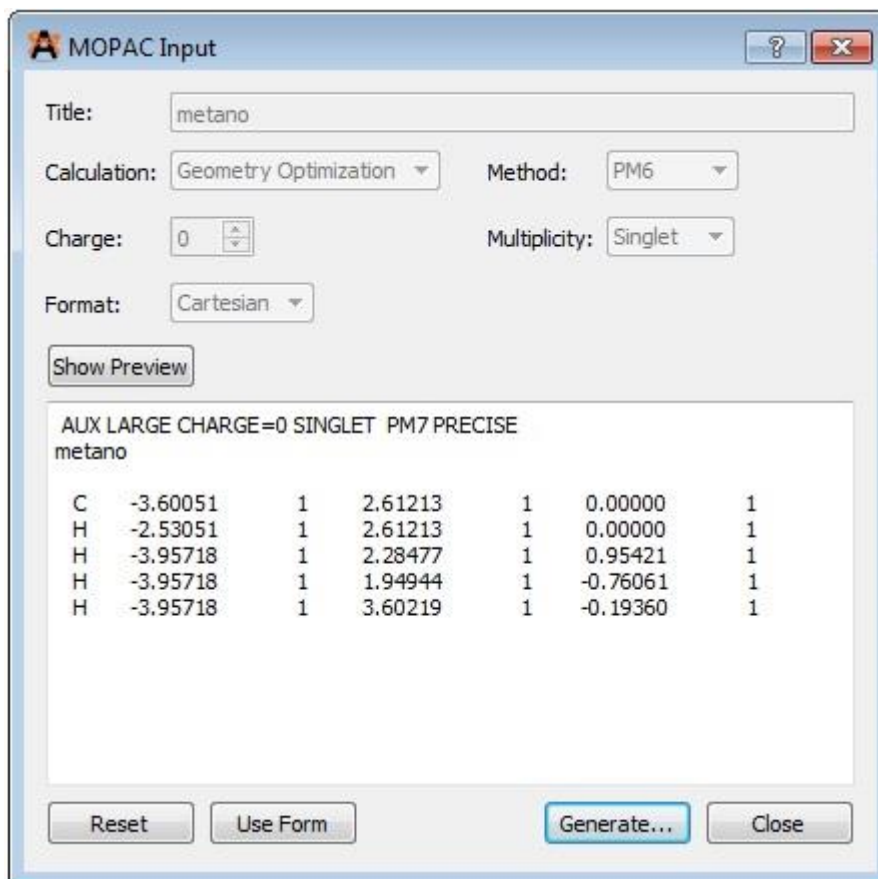 MOPAC Input
Title: metano
Calculation: Geometry Optimization Method: PM6
Charge: 0 Multiplicity: Singlet
Format: Cartesian
Show Preview
AUX LARGE CHARGE=0 SINGLET PM7 PRECISE
metano
C -3.60051 1 2.61213 1 0.00000 1
H -2.53051 1 2.61213 1 0.00000 1
H -3.95718 1 2.28477 1 0.95421 1
H -3.95718 1 1.94944 1 -0.76061 1
H -3.95718 1 3.60219 1 -0.19360 1
Reset Use Form Generate... Close